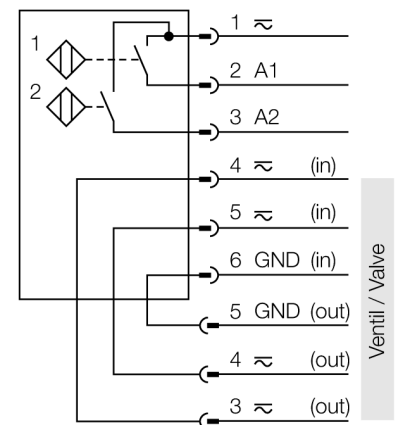 1 ⏦
1
2 A1
2
3 A2
4 ⏦ (in)
5 ⏦ (in)
6 GND (in)
5 GND (out)
4 ⏦ (out)
3 ⏦ (out)
Ventil / Valve